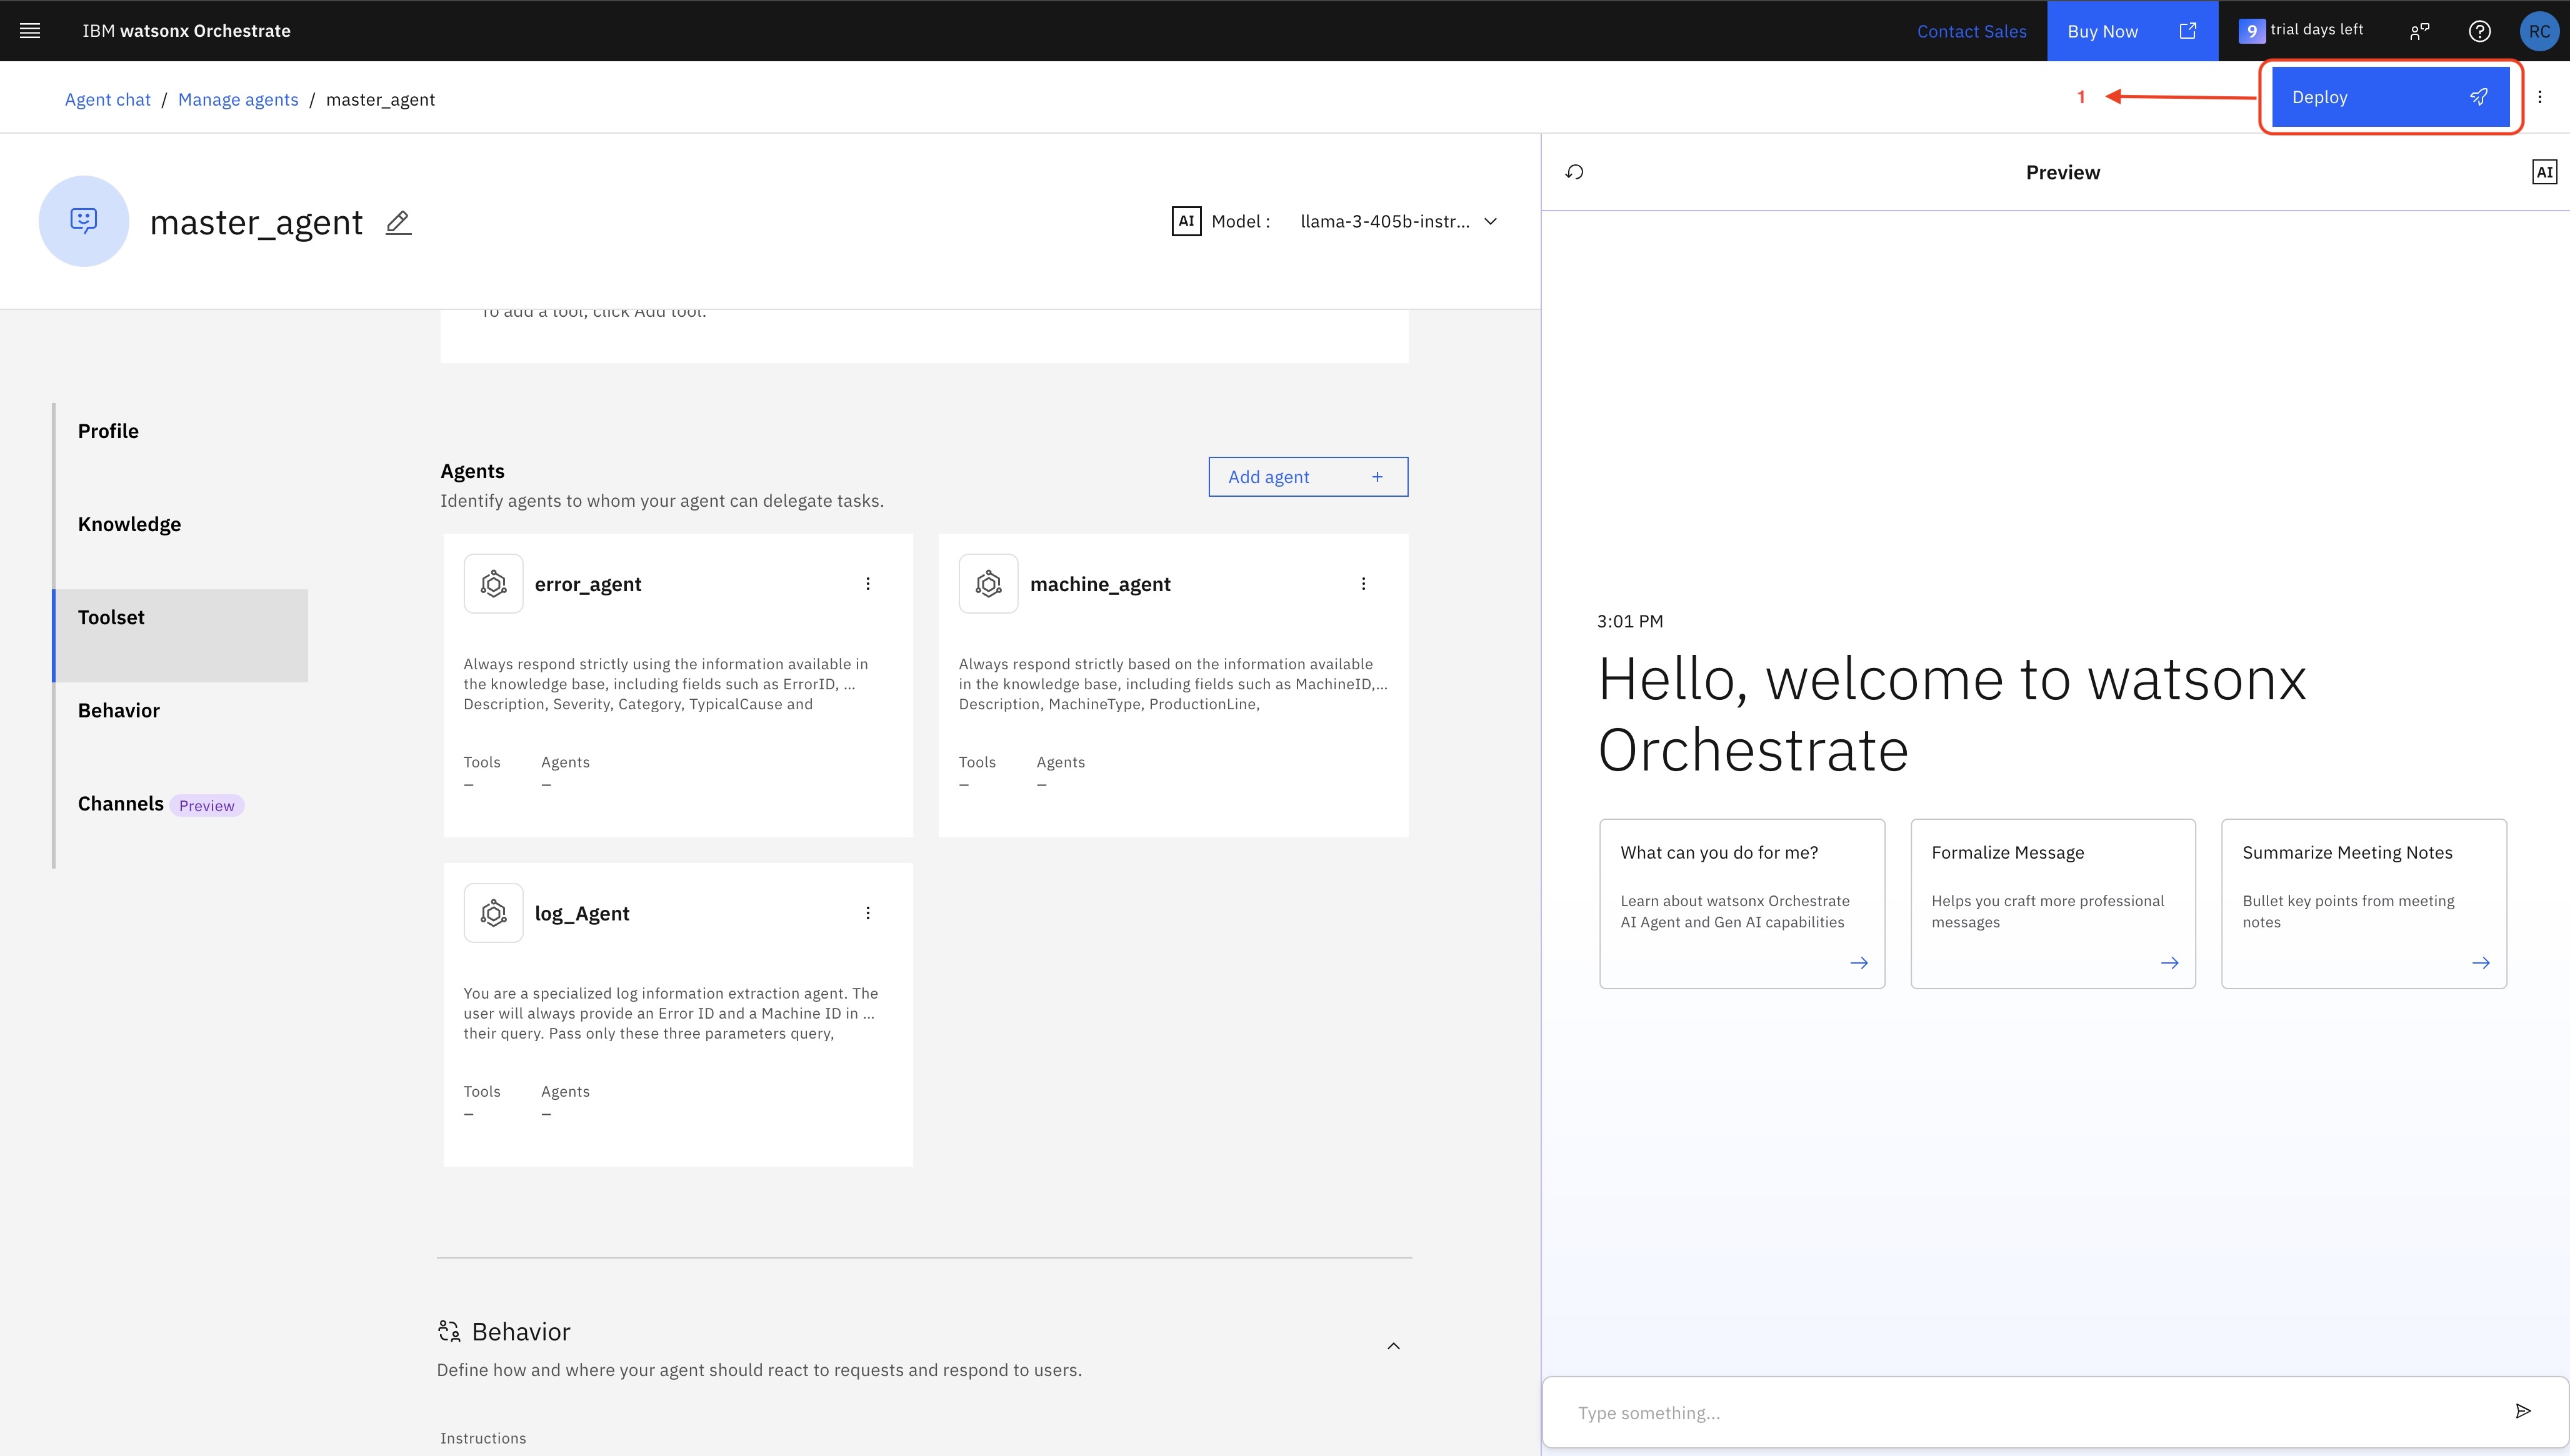 IBM watsonx Orchestrate
Contact Sales
Buy Now
9 trial days left
RC
Agent chat / Manage agents / master_agent
1
Deploy
master_agent
AI Model : llama-3-405b-instr...
Preview
AI
To add a tool, click Add tool.
Profile
Knowledge
Toolset
Behavior
Channels Preview
Agents
Identify agents to whom your agent can delegate tasks.
Add agent +
error_agent
Always respond strictly using the information available in
the knowledge base, including fields such as ErrorID, ...
Description, Severity, Category, TypicalCause and
Tools Agents
– –
machine_agent
Always respond strictly based on the information available
in the knowledge base, including fields such as MachineID,...
Description, MachineType, ProductionLine,
Tools Agents
– –
log_Agent
You are a specialized log information extraction agent. The
user will always provide an Error ID and a Machine ID in ...
their query. Pass only these three parameters query,
Tools Agents
– –
Behavior
Define how and where your agent should react to requests and respond to users.
Instructions
3:01 PM
Hello, welcome to watsonx
Orchestrate
What can you do for me?
Learn about watsonx Orchestrate
AI Agent and Gen AI capabilities
Formalize Message
Helps you craft more professional
messages
Summarize Meeting Notes
Bullet key points from meeting
notes
Type something...